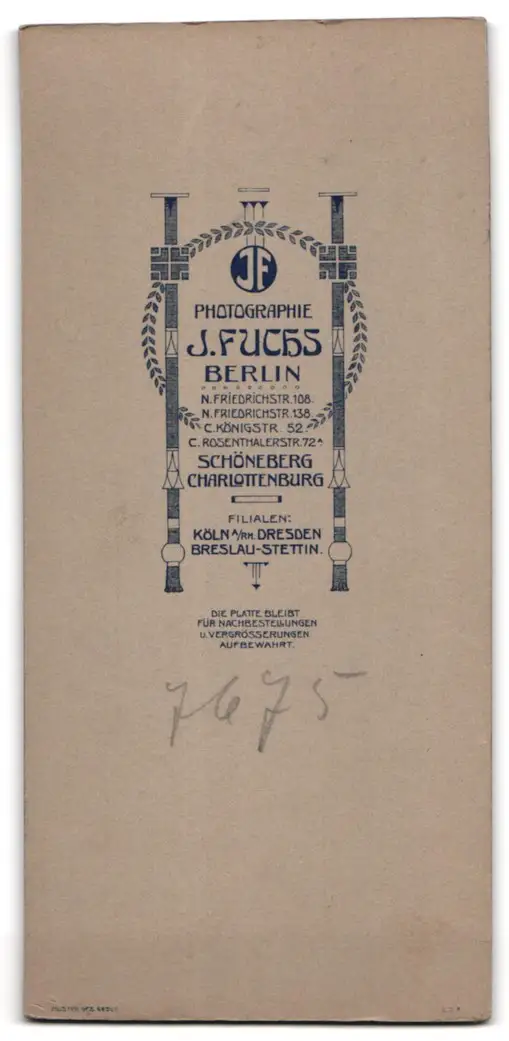 JF
PHOTOGRAPHIE
J. FUCHS
BERLIN
N. FRIEDRICHSTR. 108.
N. FRIEDRICHSTR. 138.
C. KÖNIGSTR. 52.
C. ROSENTHALERSTR. 72A
SCHÖNEBERG
CHARLOTTENBURG
FILIALEN:
KÖLN A/RH. DRESDEN
BRESLAU-STETTIN.
DIE PLATTE BLEIBT
FÜR NACHBESTELLUNGEN
U. VERGRÖSSERUNGEN
AUFBEWAHRT.
7675